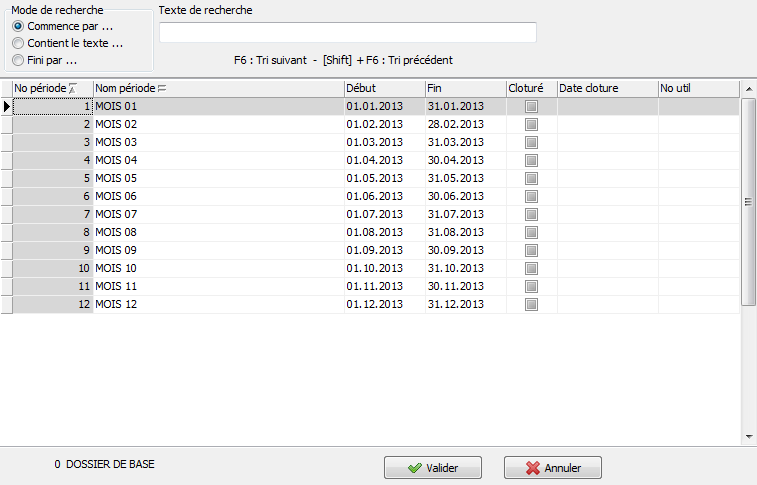 Mode de recherche
Texte de recherche
Commence par ...
Contient le texte ...
Fini par ...
F6 : Tri suivant - [Shift] + F6 : Tri précédent
No période Nom période Début Fin Cloturé Date cloture No util
1 MOIS 01 01.01.2013 31.01.2013
2 MOIS 02 01.02.2013 28.02.2013
3 MOIS 03 01.03.2013 31.03.2013
4 MOIS 04 01.04.2013 30.04.2013
5 MOIS 05 01.05.2013 31.05.2013
6 MOIS 06 01.06.2013 30.06.2013
7 MOIS 07 01.07.2013 31.07.2013
8 MOIS 08 01.08.2013 31.08.2013
9 MOIS 09 01.09.2013 30.09.2013
10 MOIS 10 01.10.2013 31.10.2013
11 MOIS 11 01.11.2013 30.11.2013
12 MOIS 12 01.12.2013 31.12.2013
0 DOSSIER DE BASE
Valider
Annuler